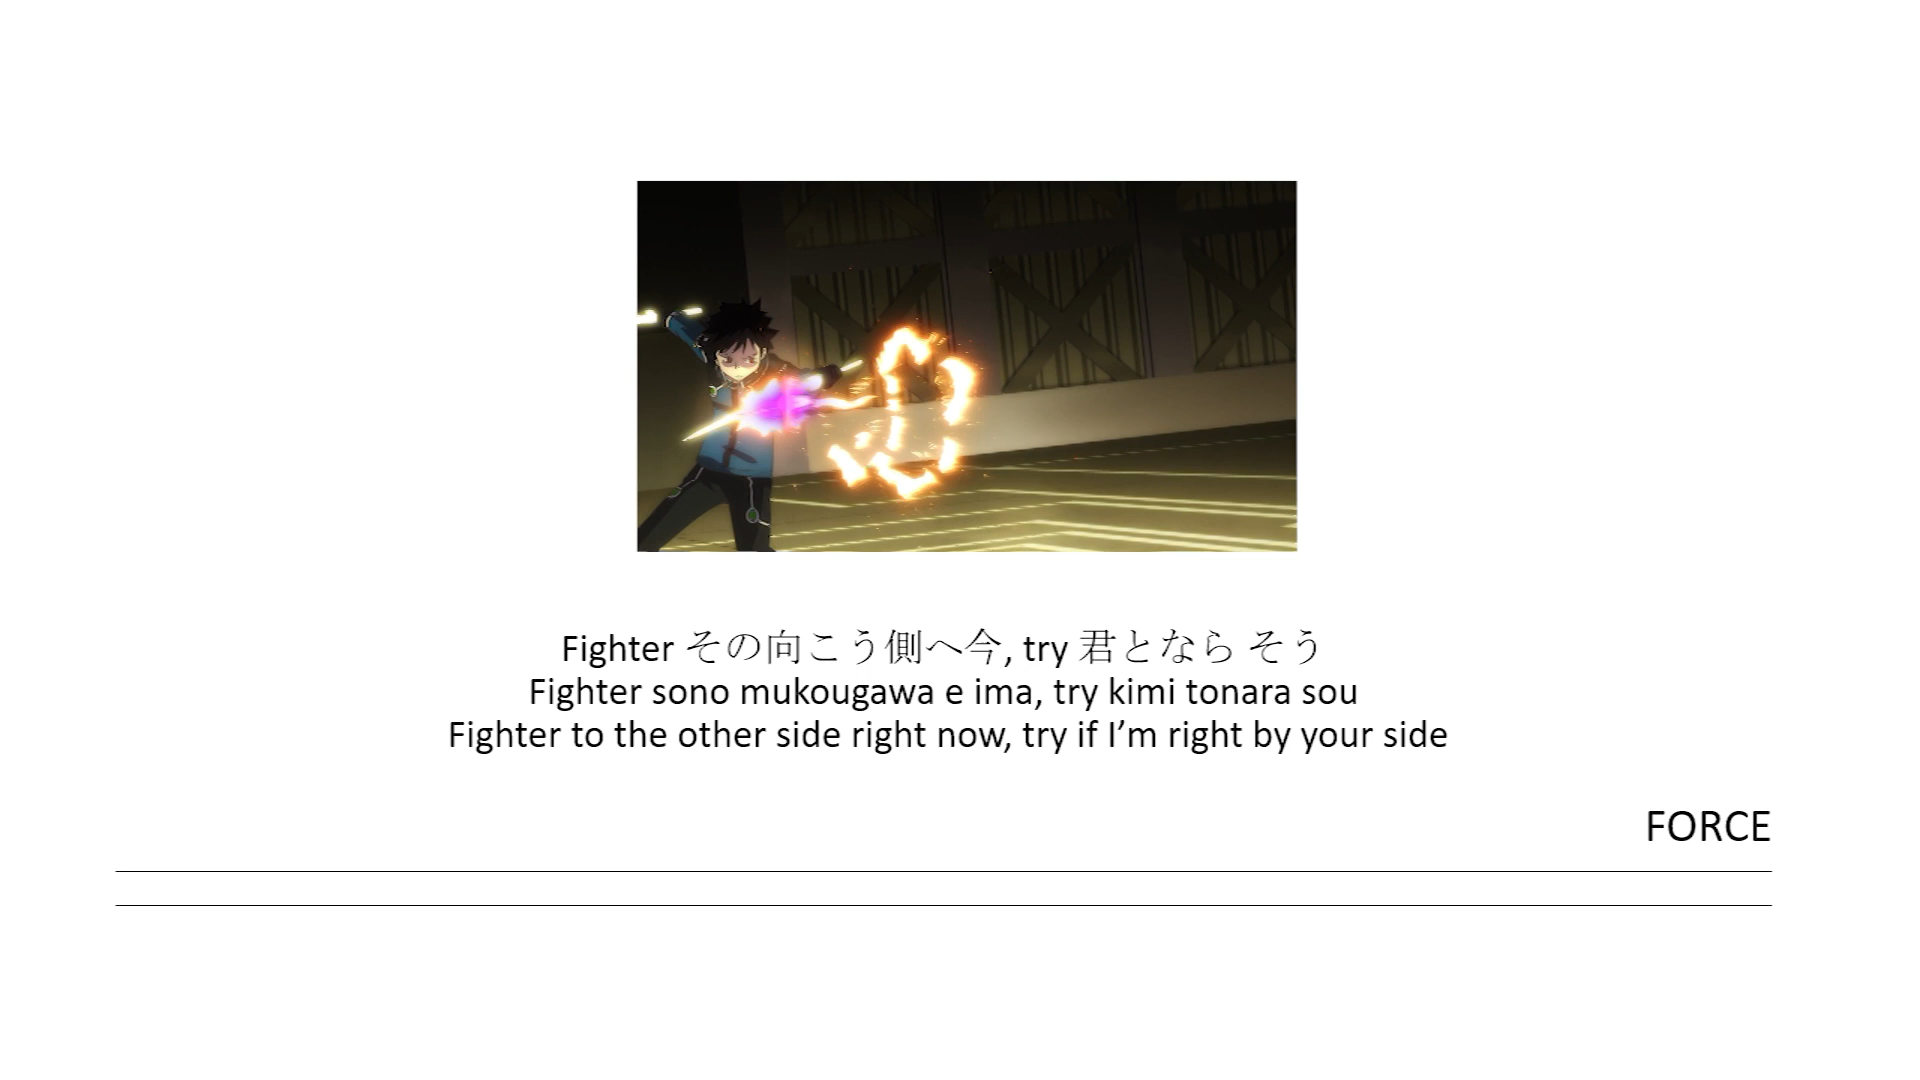 Fighter その向こう側へ今, try 君となら そう
Fighter sono mukougawa e ima, try kimi tonara sou
Fighter to the other side right now, try if I’m right by your side
FORCE